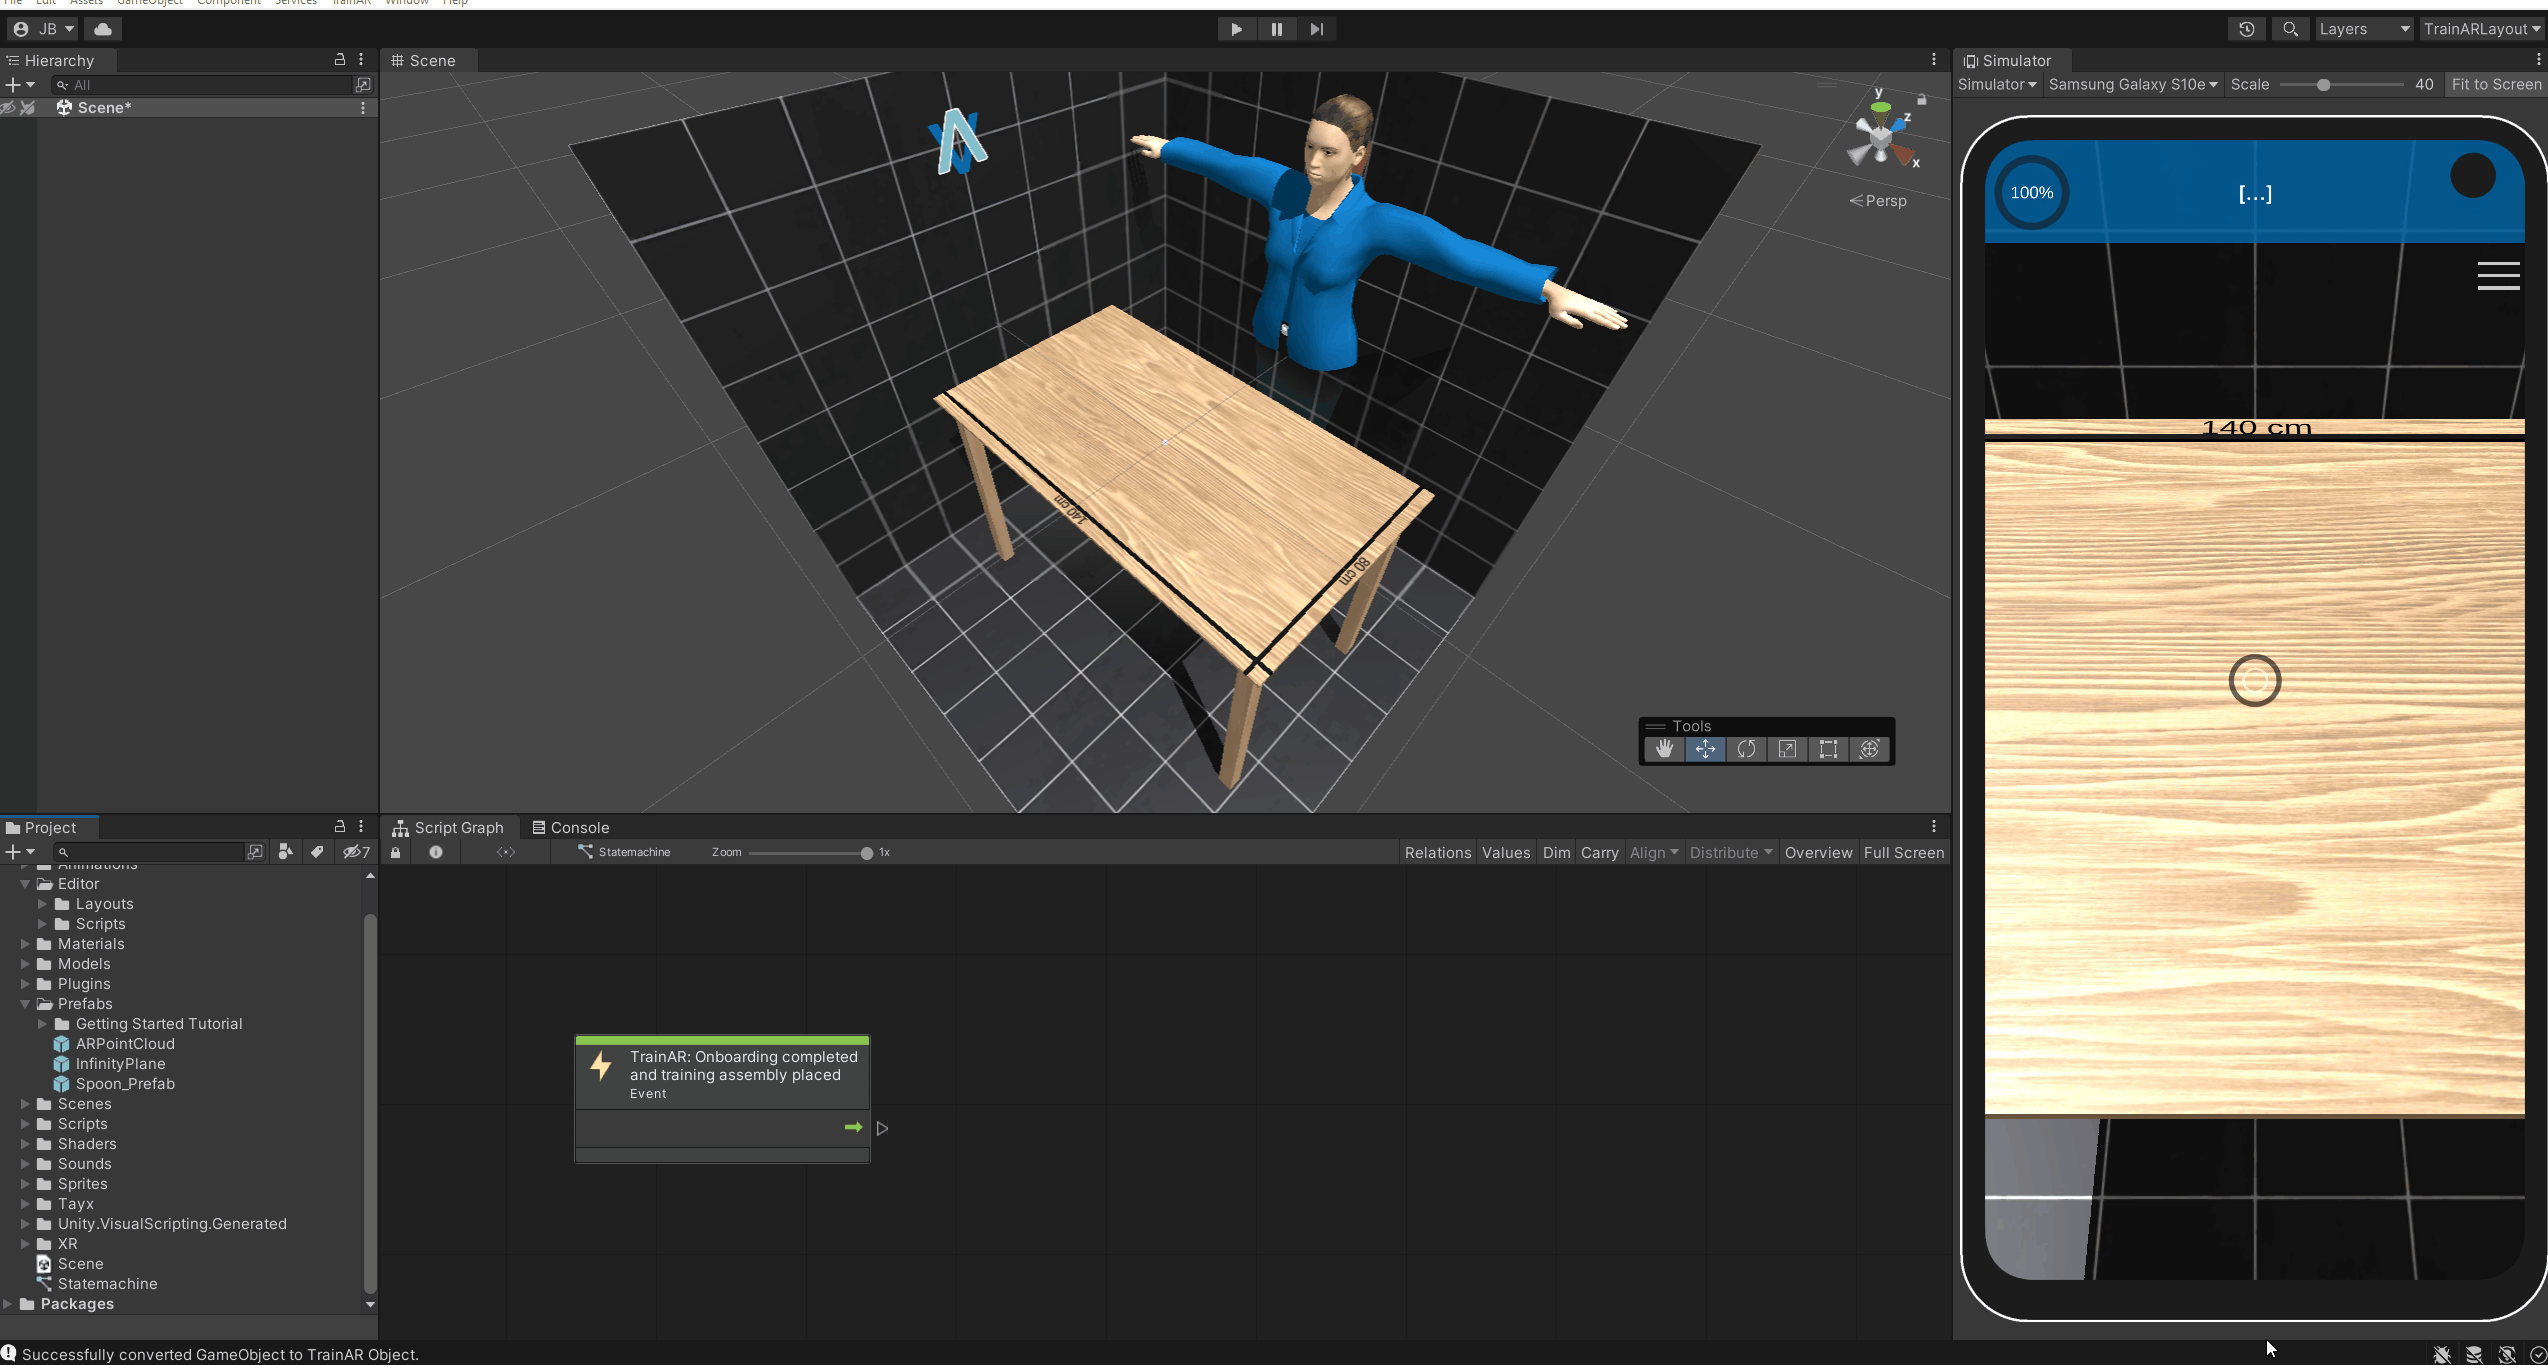 File Edit Assets GameObject Component Services TrainAR Window Help
JB
Layers
TrainARLayout
Hierarchy
All
Scene*
Scene
y
z
x
Persp
140 cm
80 cm
Tools
Simulator
Simulator
Samsung Galaxy S10e
Scale
40
Fit to Screen
100%
[...]
140 cm
Project
7
Animations
Editor
Layouts
Scripts
Materials
Models
Plugins
Prefabs
Getting Started Tutorial
ARPointCloud
InfinityPlane
Spoon_Prefab
Scenes
Scripts
Shaders
Sounds
Sprites
Tayx
Unity.VisualScripting.Generated
XR
Scene
Statemachine
Packages
Script Graph
Console
Statemachine
Zoom
1x
Relations
Values
Dim
Carry
Align
Distribute
Overview
Full Screen
TrainAR: Onboarding completed
and training assembly placed
Event
Successfully converted GameObject to TrainAR Object.